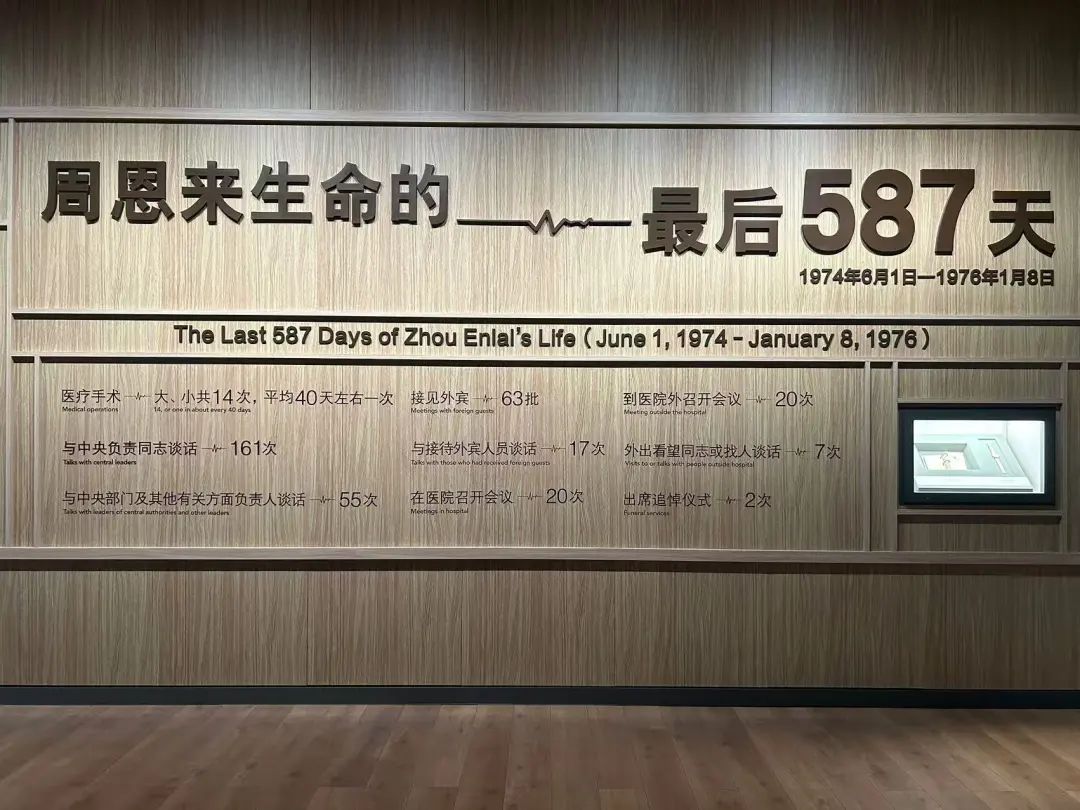 周恩来生命的最后587天
1974年6月1日—1976年1月8日
The Last 587 Days of Zhou Enlai's Life ( June 1, 1974 – January 8, 1976 )
医疗手术 大、小共14次，平均40天左右一次
Medical operations 14, or one in about every 40 days
与中央负责同志谈话 161次
Talks with central leaders
与中央部门及其他有关方面负责人谈话 55次
Talks with leaders of central authorities and other leaders
接见外宾 63批
Meetings with foreign guests
与接待外宾人员谈话 17次
Talks with those who had received foreign guests
在医院召开会议 20次
Meetings in hospital
到医院外召开会议 20次
Meeting outside the hospital
外出看望同志或找人谈话 7次
Visits to or talks with people outside hospital
出席追悼仪式 2次
Funeral services